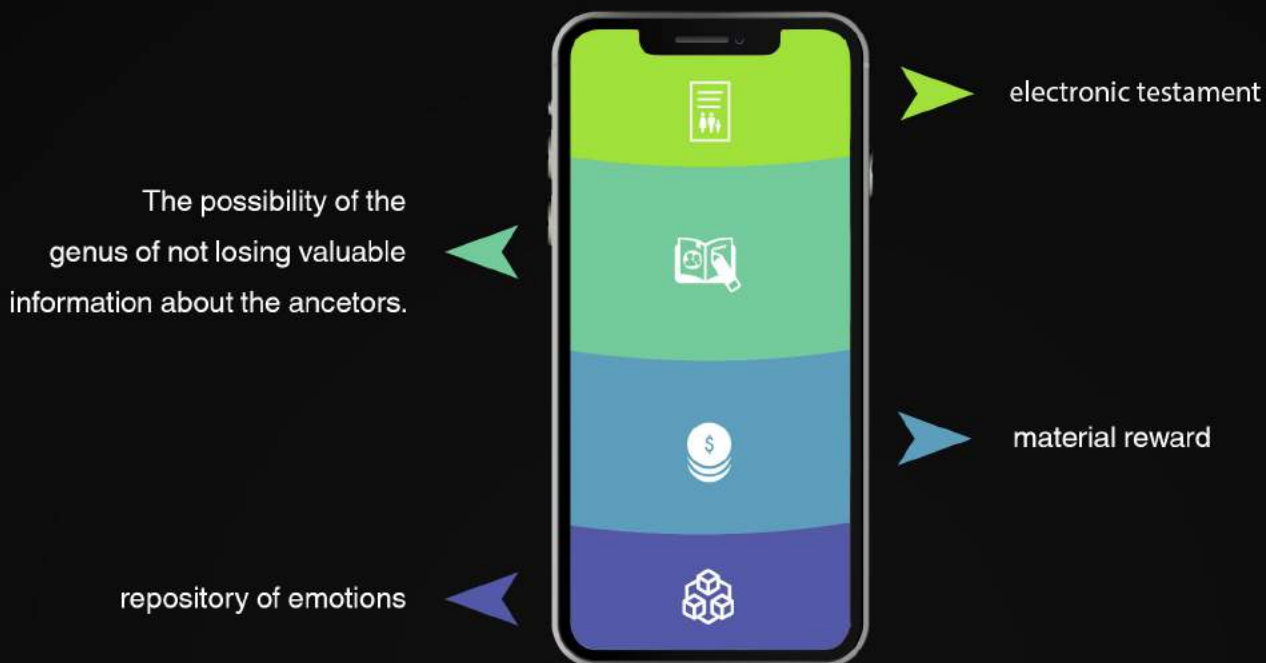 electronic testament
The possibility of the
genus of not losing valuable
information about the ancetors.
material reward
repository of emotions